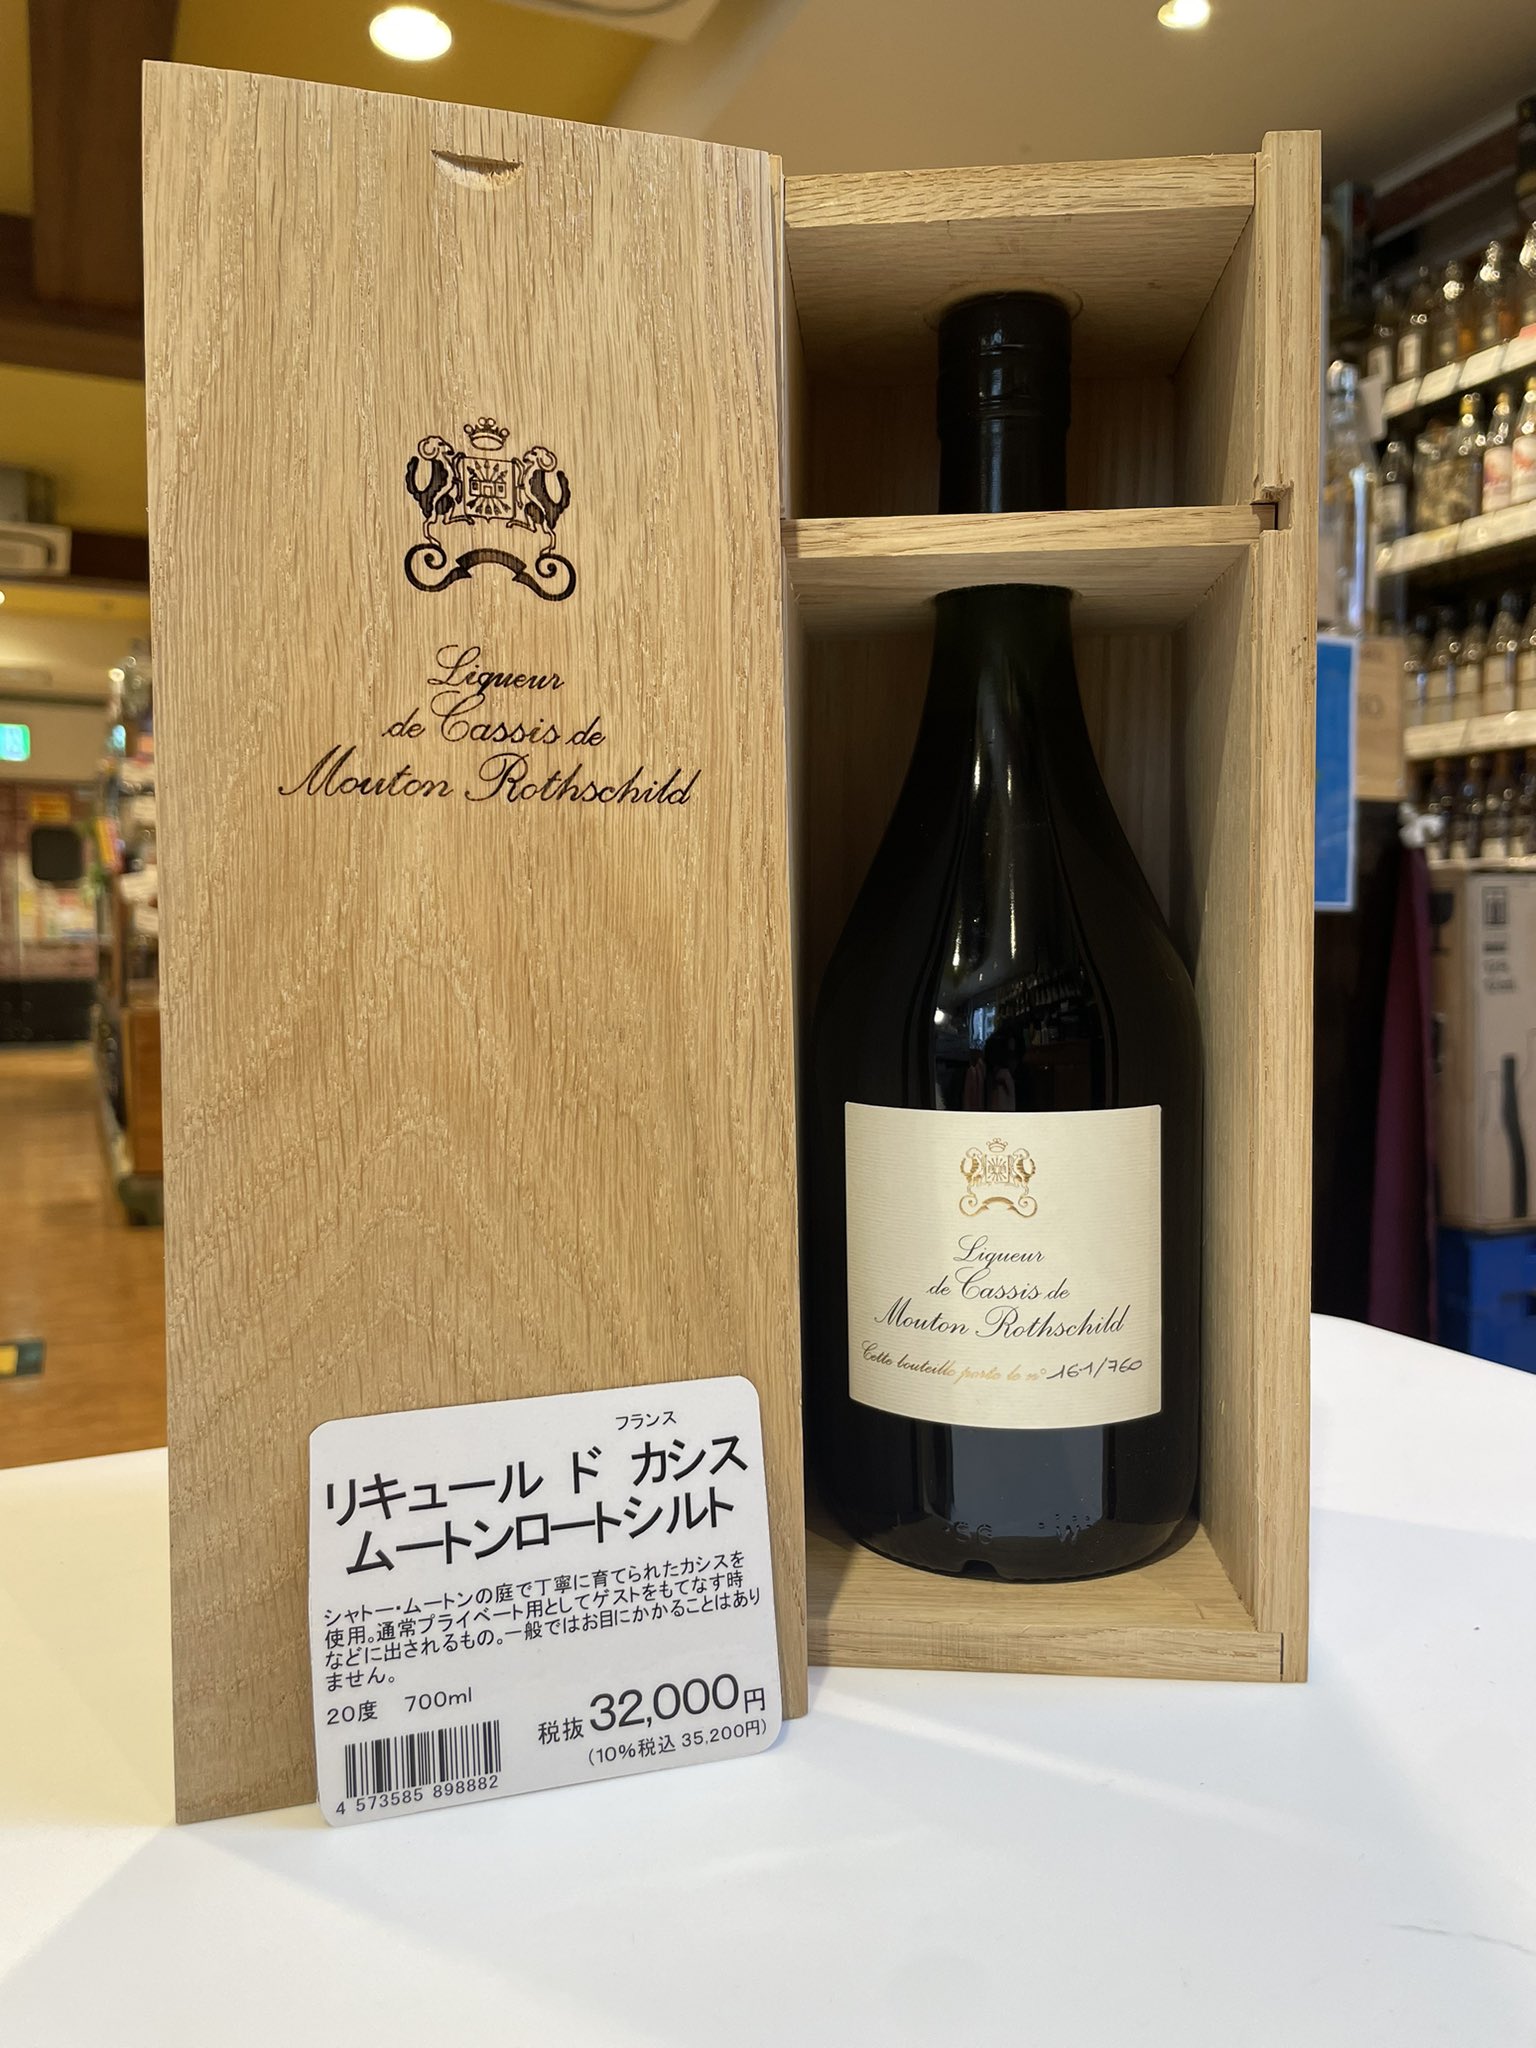 Liqueur
de Cassis de
Mouton Rothschild
Liqueur
de Cassis de
Mouton Rothschild
Cette bouteille porte le n° 161/760
フランス
リキュール ド カシス
ムートンロートシルト
シャトー・ムートンの庭で丁寧に育てられたカシスを
使用。通常プライベート用としてゲストをもてなす時
などに出されるもの。一般ではお目にかかることはあり
ません。
20度 700ml
税抜 32,000円
(10%税込 35,200円)
4 573585 898882